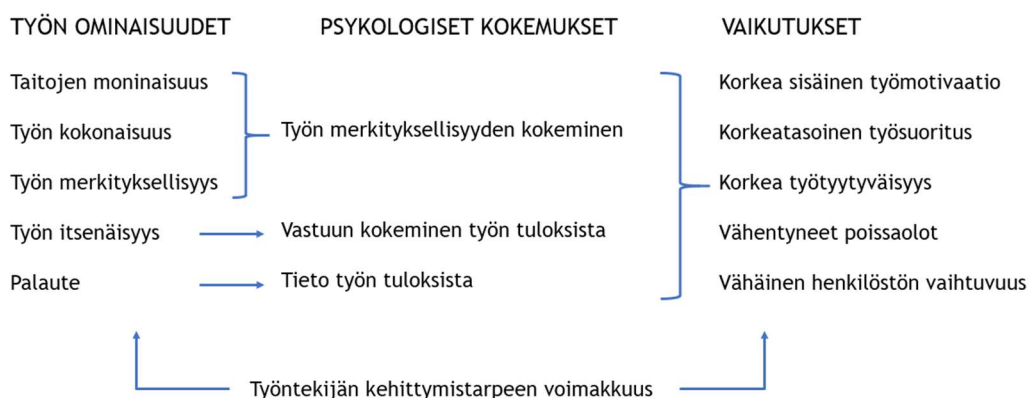 TYÖN OMINAISUUDET PSYKOLOGISET KOKEMUKSET VAIKUTUKSET
Taitojen moninaisuus Korkea sisäinen työmotivaatio
Työn kokonaisuus Työn merkityksellisyyden kokeminen Korkeatasoinen työsuoritus
Työn merkityksellisyys Korkea työtyytyväisyys
Työn itsenäisyys Vastuun kokeminen työn tuloksista Vähentyneet poissaolot
Palaute Tieto työn tuloksista Vähäinen henkilöstön vaihtuvuus
Työntekijän kehittymistarpeen voimakkuus